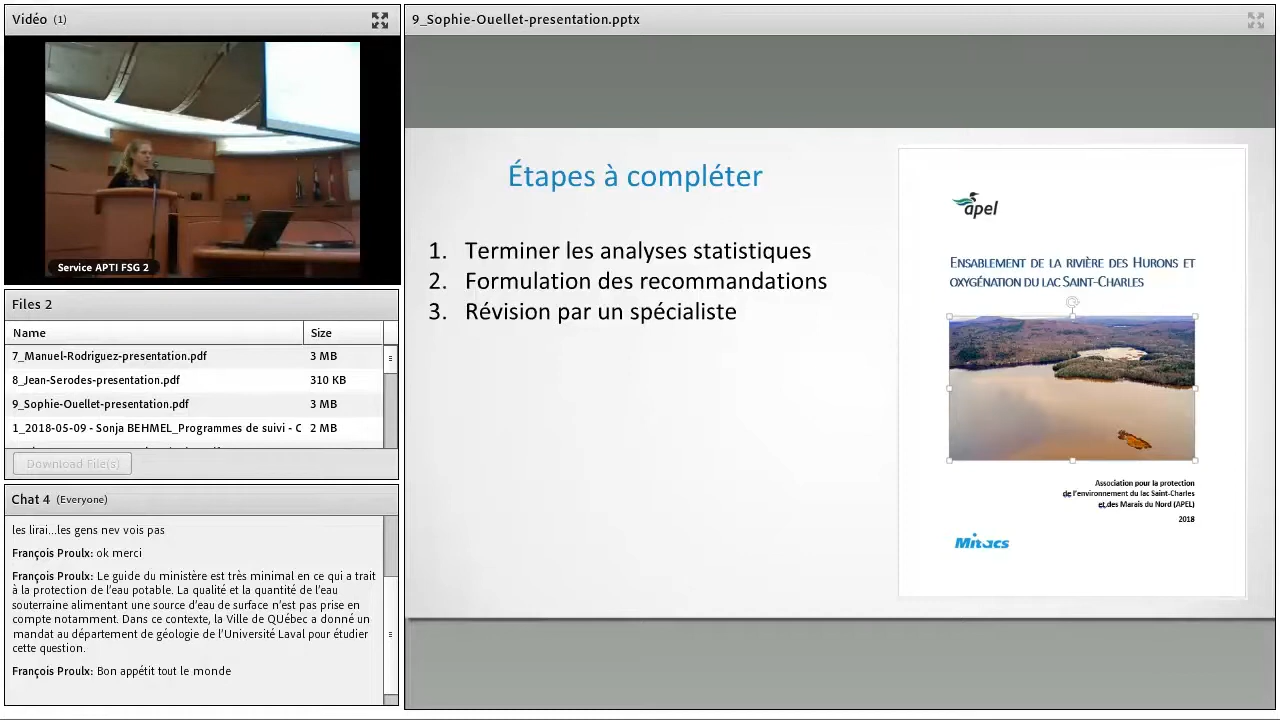 Vidéo (1)
Service APTI FSG 2
Files 2
Name Size
7_Manuel-Rodriguez-presentation.pdf 3 MB
8_Jean-Serodes-presentation.pdf 310 KB
9_Sophie-Ouellet-presentation.pdf 3 MB
1_2018-05-09 - Sonja BEHMEL_Programmes de suivi - C 2 MB
Download File(s)
Chat 4 (Everyone)
les lirai...les gens nev vois pas
François Proulx: ok merci
François Proulx: Le guide du ministère est très minimal en ce qui a trait
à la protection de l'eau potable. La qualité et la quantité de l'eau
souterraine alimentant une source d'eau de surface n'est pas prise en
compte notamment. Dans ce contexte, la Ville de QUébec a donné un
mandat au département de géologie de l'Université Laval pour étudier
cette question.
François Proulx: Bon appétit tout le monde
9_Sophie-Ouellet-presentation.pptx
Étapes à compléter
1. Terminer les analyses statistiques
2. Formulation des recommandations
3. Révision par un spécialiste
apel
ENSABLEMENT DE LA RIVIÈRE DES HURONS ET
OXYGÉNATION DU LAC SAINT-CHARLES
Association pour la protection
de l'environnement du lac Saint-Charles
et des Marais du Nord (APEL)
2018
Mitacs